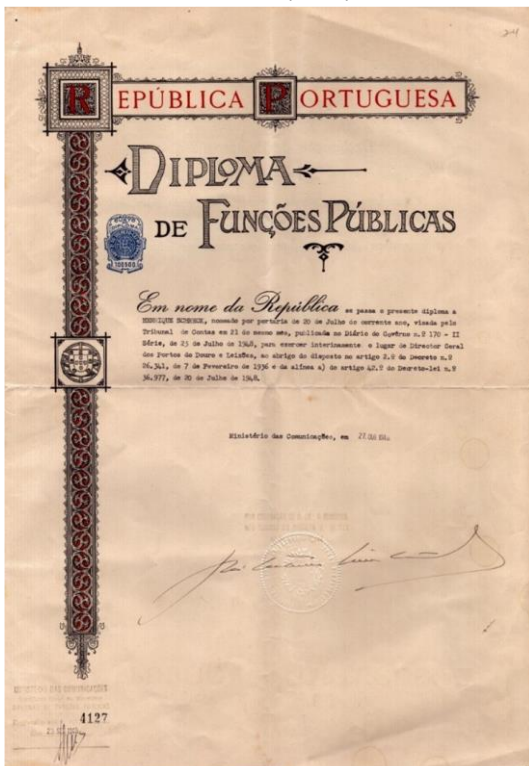 24
REPÚBLICA PORTUGUESA
DIPLOMA
DE FUNÇÕES PÚBLICAS
Em nome da República se passa o presente diploma a
HENRIQUE SCHRECK, nomeado por portaria de 20 de Julho do corrente ano, visada pelo
Tribunal de Contas em 21 do mesmo mês, publicada no Diário do Govêrno n.º 170 - II
Série, de 23 de Julho de 1948, para exercer interinamente o lugar de Director Geral
dos Portos do Douro e Leixões, ao abrigo do disposto no artigo 2.º do Decreto n.º
26.341, de 7 de Fevereiro de 1936 e da alínea a) do artigo 42.º do Decreto-lei n.º
36.977, de 20 de Julho de 1948.
Ministério das Comunicações, em
4127